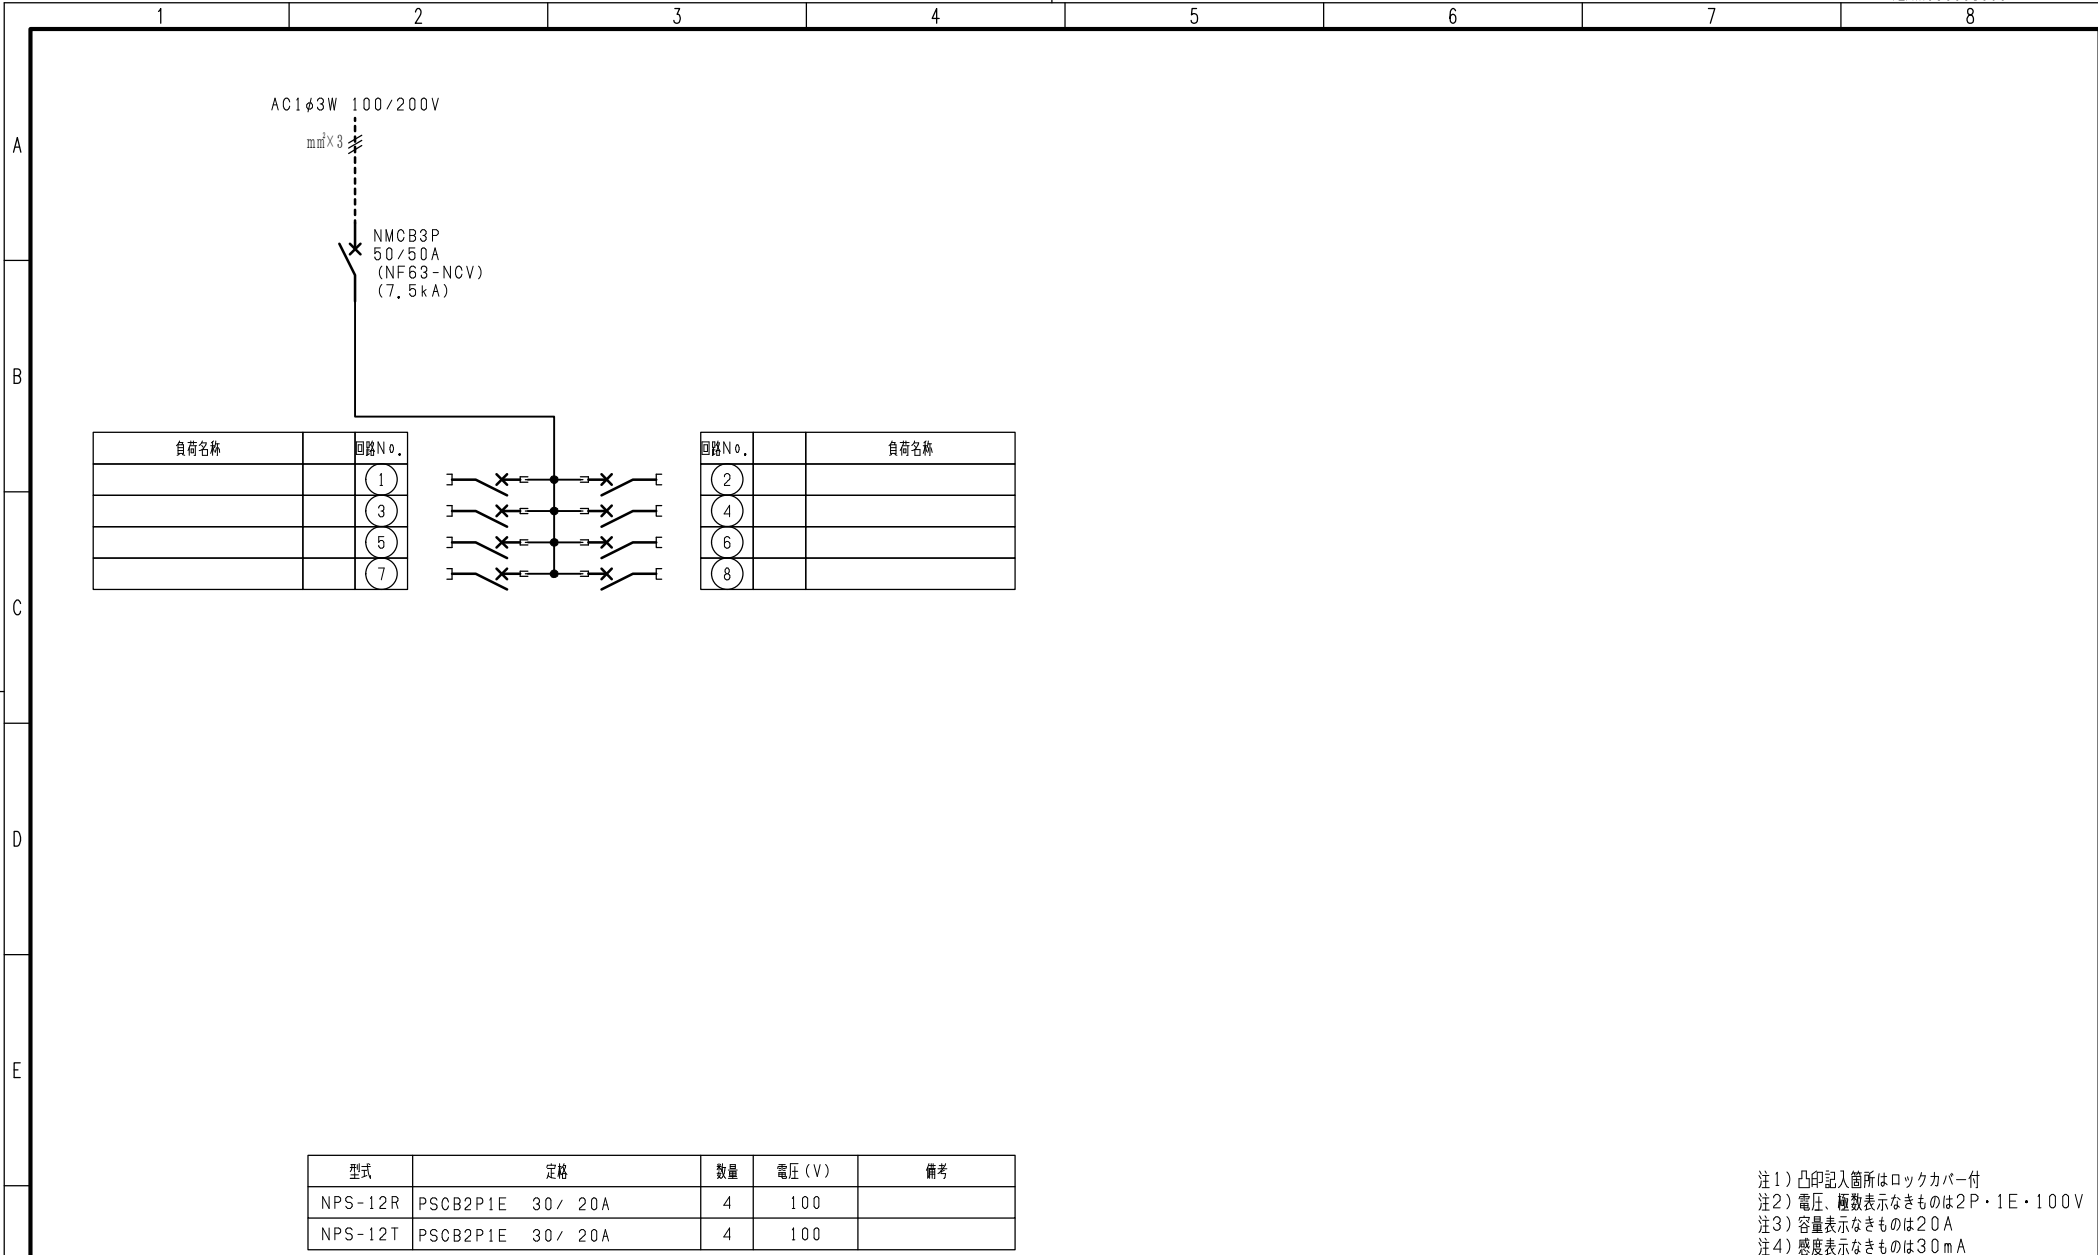 1 2 3 4 5 6 7 8
A
B
C
D
E
AC1φ3W 100/200V
mm²×3
NMCB3P
50/50A
(NF63-NCV)
(7.5kA)
負荷名称 回路No.
1
3
5
7
回路No. 負荷名称
2
4
6
8
型式 定格 数量 電圧(V) 備考
NPS-12R PSCB2P1E 30/ 20A 4 100
NPS-12T PSCB2P1E 30/ 20A 4 100
注1)凸印記入箇所はロックカバー付
注2)電圧、極数表示なきものは2P・1E・100V
注3)容量表示なきものは20A
注4)感度表示なきものは30mA